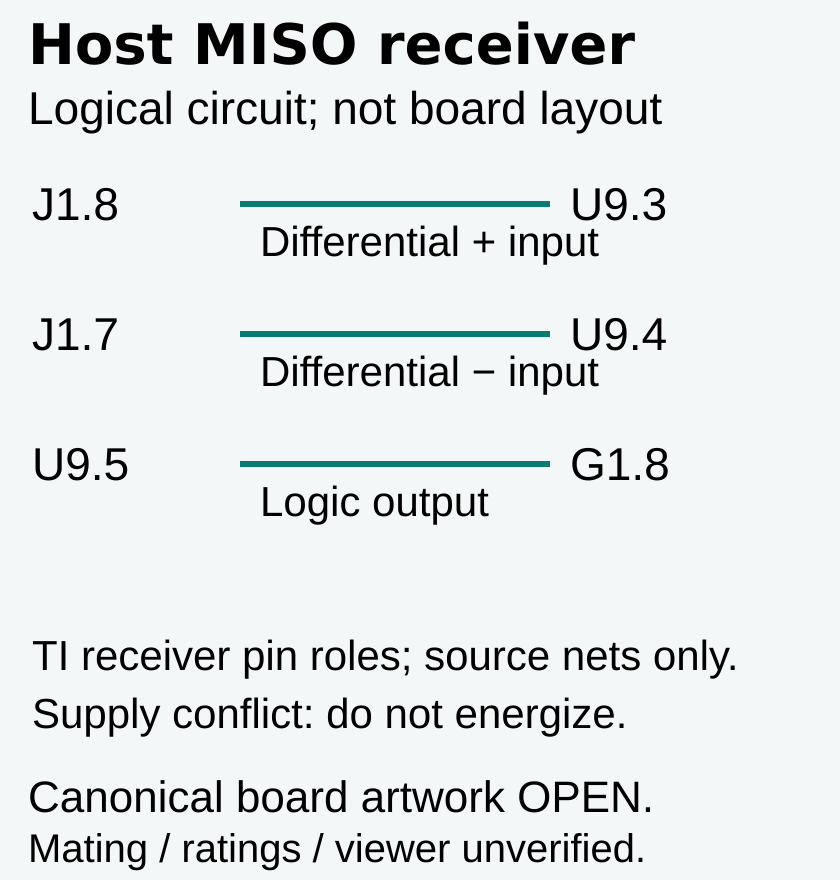 Host MISO receiver
Logical circuit; not board layout
J1.8 U9.3
Differential + input
J1.7 U9.4
Differential − input
U9.5 G1.8
Logic output
TI receiver pin roles; source nets only.
Supply conflict: do not energize.
Canonical board artwork OPEN.
Mating / ratings / viewer unverified.